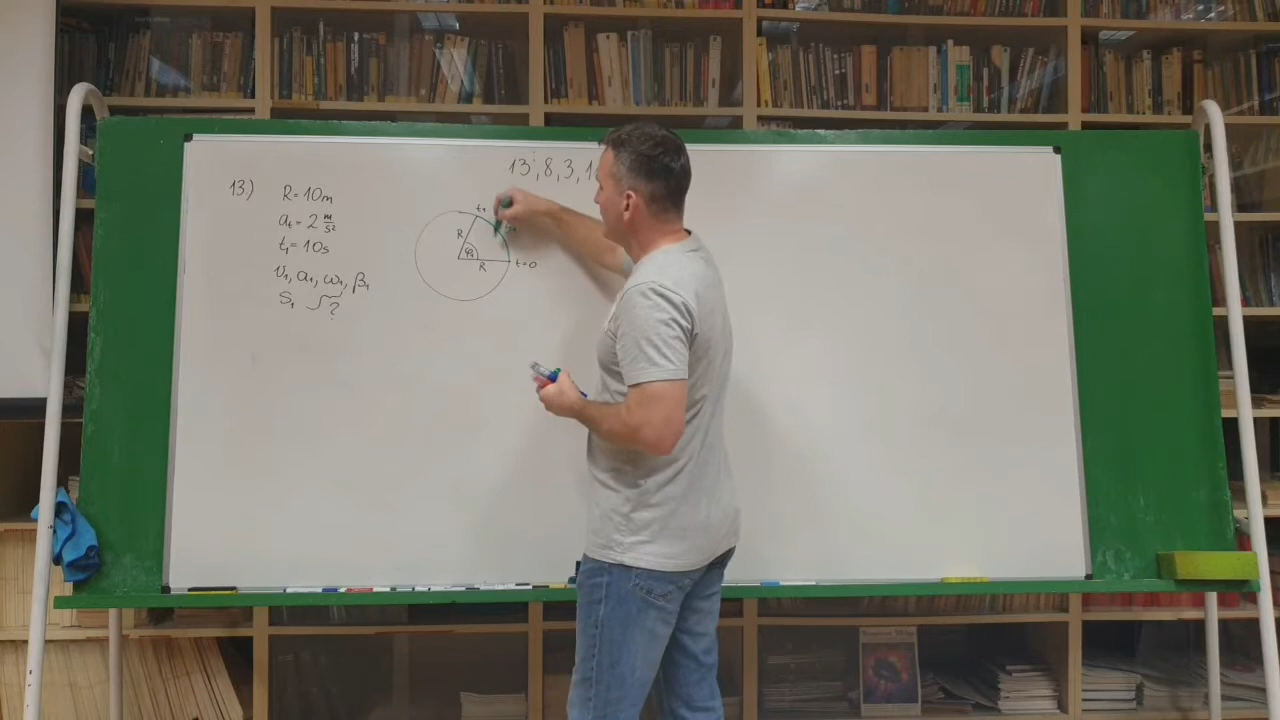 13, 8, 3, 1
13)
R = 10m
at = 2 m/s²
t₁ = 10s
v₁, a₁, ω₁, β₁
S₁ ?
t₁
R
φ₁
R
t=0